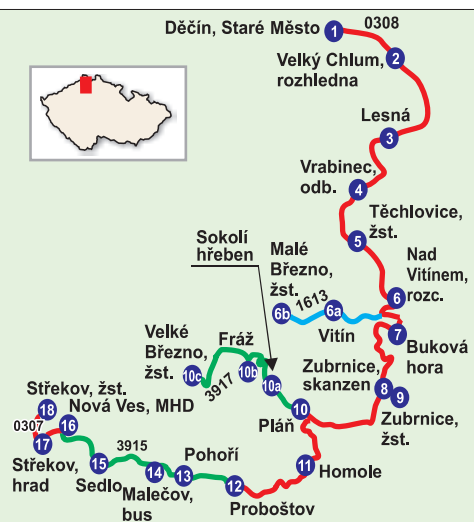 Děčín, Staré Město
1
0308
2
Velký Chlum,
rozhledna
Lesná
3
Vrabinec,
odb.
4
Těchlovice,
žst.
5
Sokolí
hřeben
Malé
Březno,
žst.
1613
6b
6a
Vitín
Nad
Vitínem,
rozc.
6
7
Buková
hora
Velké
Březno,
žst.
Fráž
10c
3917
10b
10a
Zubrnice,
skanzen
8
9
Zubrnice,
žst.
10
Pláň
Střekov, žst.
18
Nová Ves, MHD
0307
16
17
Střekov,
hrad
3915
15
Sedlo
14
Malečov,
bus
Pohoří
13
12
Proboštov
11
Homole